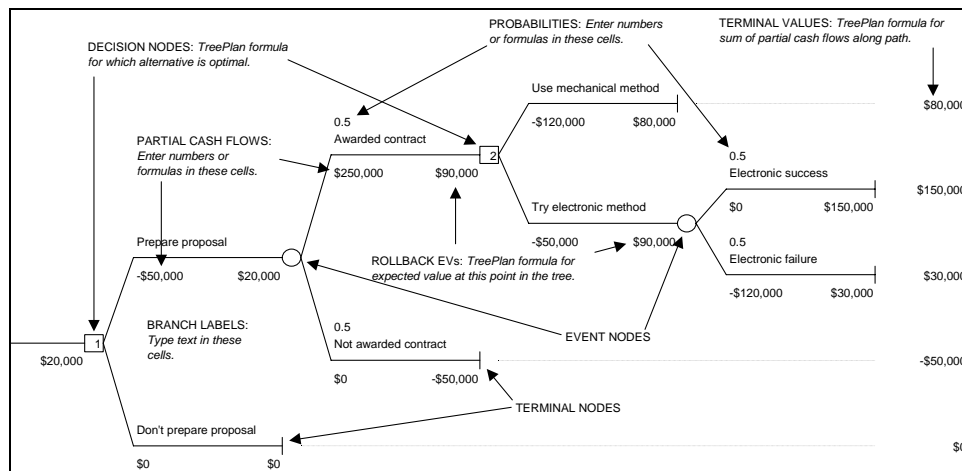 PROBABILITIES: Enter numbers
or formulas in these cells.
TERMINAL VALUES: TreePlan formula for
sum of partial cash flows along path.
DECISION NODES: TreePlan formula
for which alternative is optimal.
Use mechanical method
-$120,000 $80,000
$80,000
0.5
Awarded contract
$250,000 $90,000
2
PARTIAL CASH FLOWS:
Enter numbers or
formulas in these cells.
0.5
Electronic success
$0 $150,000
$150,000
Try electronic method
-$50,000 $90,000
0.5
Electronic failure
-$120,000 $30,000
$30,000
Prepare proposal
-$50,000 $20,000
ROLLBACK EVs: TreePlan formula for
expected value at this point in the tree.
BRANCH LABELS:
Type text in these
cells.
EVENT NODES
1
$20,000
0.5
Not awarded contract
$0 -$50,000
-$50,000
TERMINAL NODES
Don't prepare proposal
$0 $0
$0